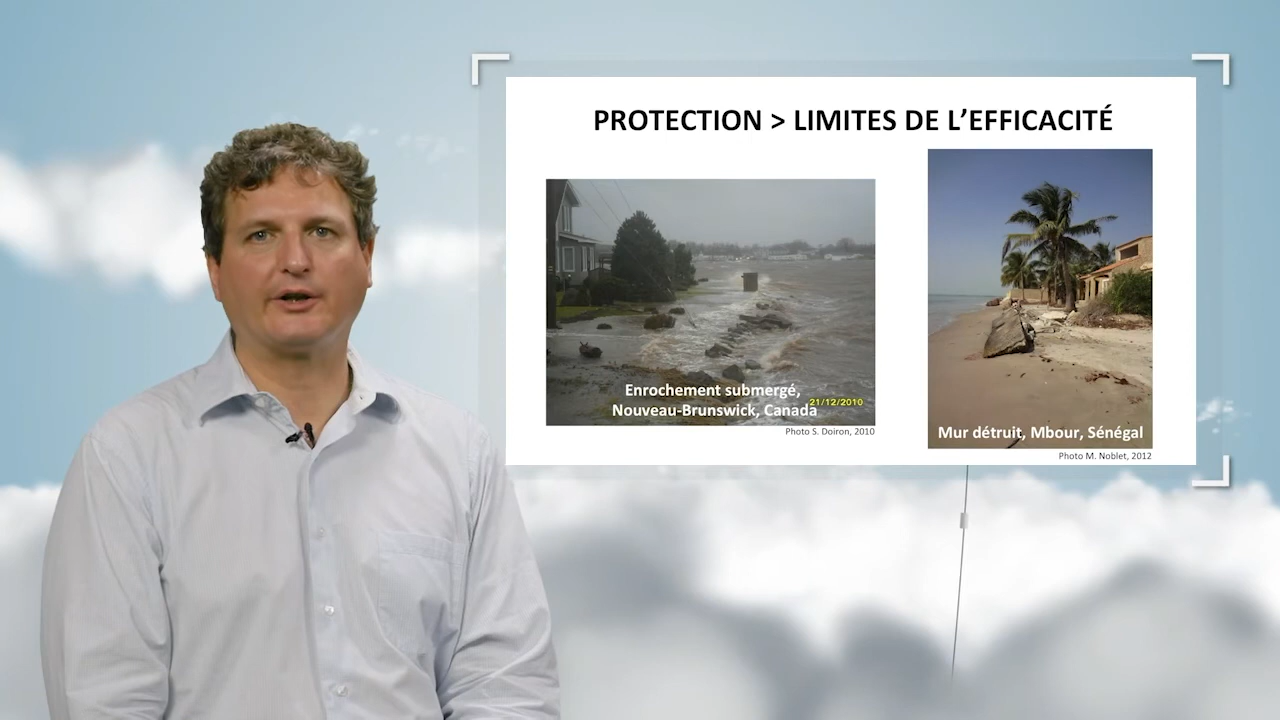 PROTECTION > LIMITES DE L’EFFICACITÉ
Enrochement submergé,
Nouveau-Brunswick, Canada
21/12/2010
Photo S. Doiron, 2010
Mur détruit, Mbour, Sénégal
Photo M. Noblet, 2012